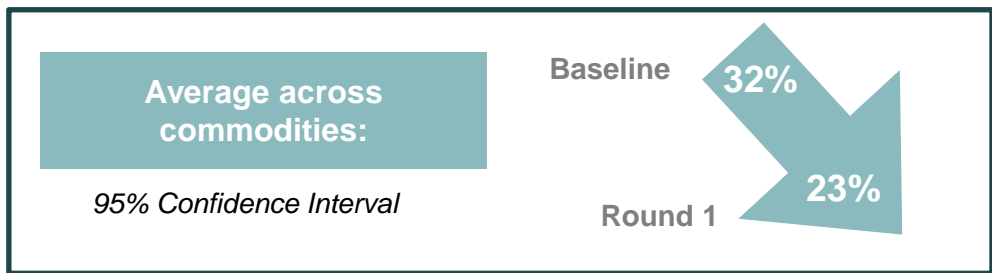 Average across
commodities:
95% Confidence Interval
Baseline
32%
23%
Round 1